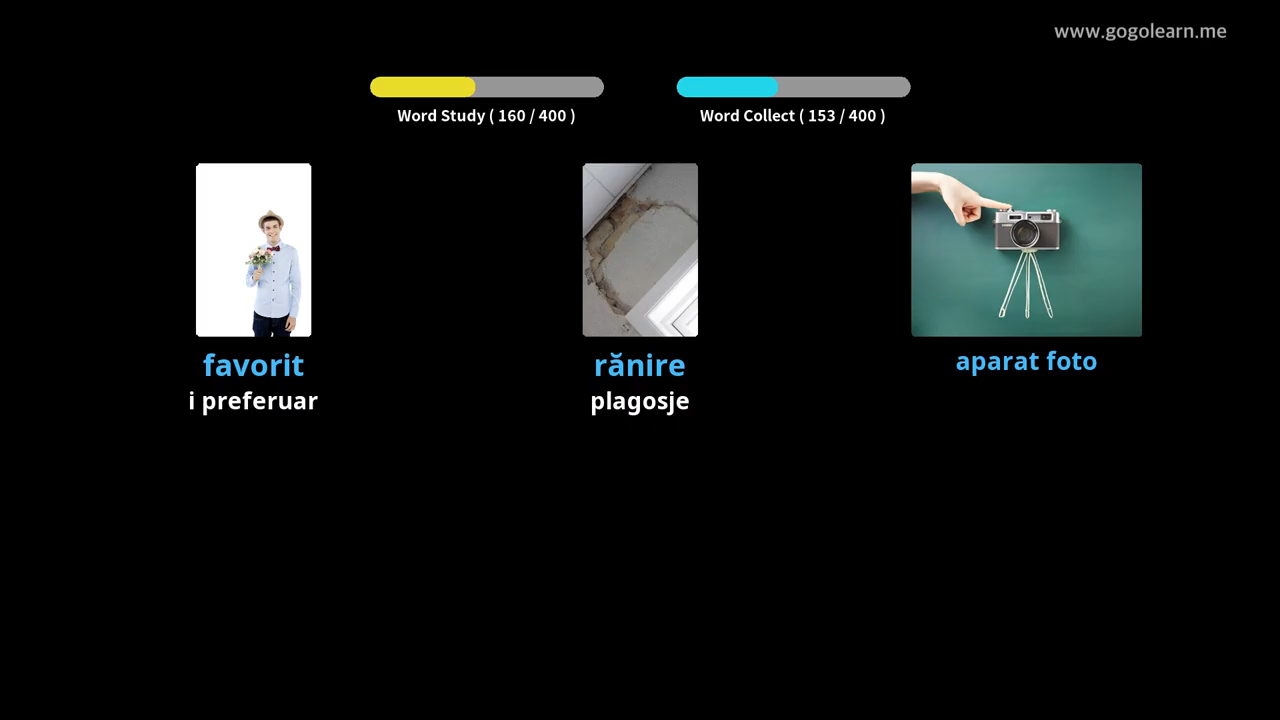 www.gogolearn.me
Word Study ( 160 / 400 )
Word Collect ( 153 / 400 )
favorit
i preferuar
rănire
plagosje
aparat foto